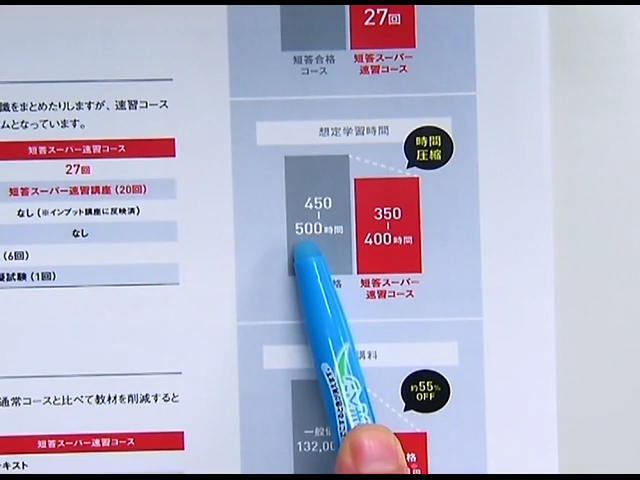 27回
短答合格
コース
短答スーパー
速習コース
識をまとめたりしますが、速習コース
ムとなっています。
短答スーパー速習コース
27回
短答スーパー速習講座(20回)
なし(※インプット講座に反映済)
なし
(6回)
試験(1回)
想定学習時間
時間
圧縮
450
|
500時間
350
|
400時間
格
短答スーパー
速習コース
講料
約55%
OFF
一般価
132,00
格
通常コースと比べて教材を削減すると
短答スーパー速習コース
キスト